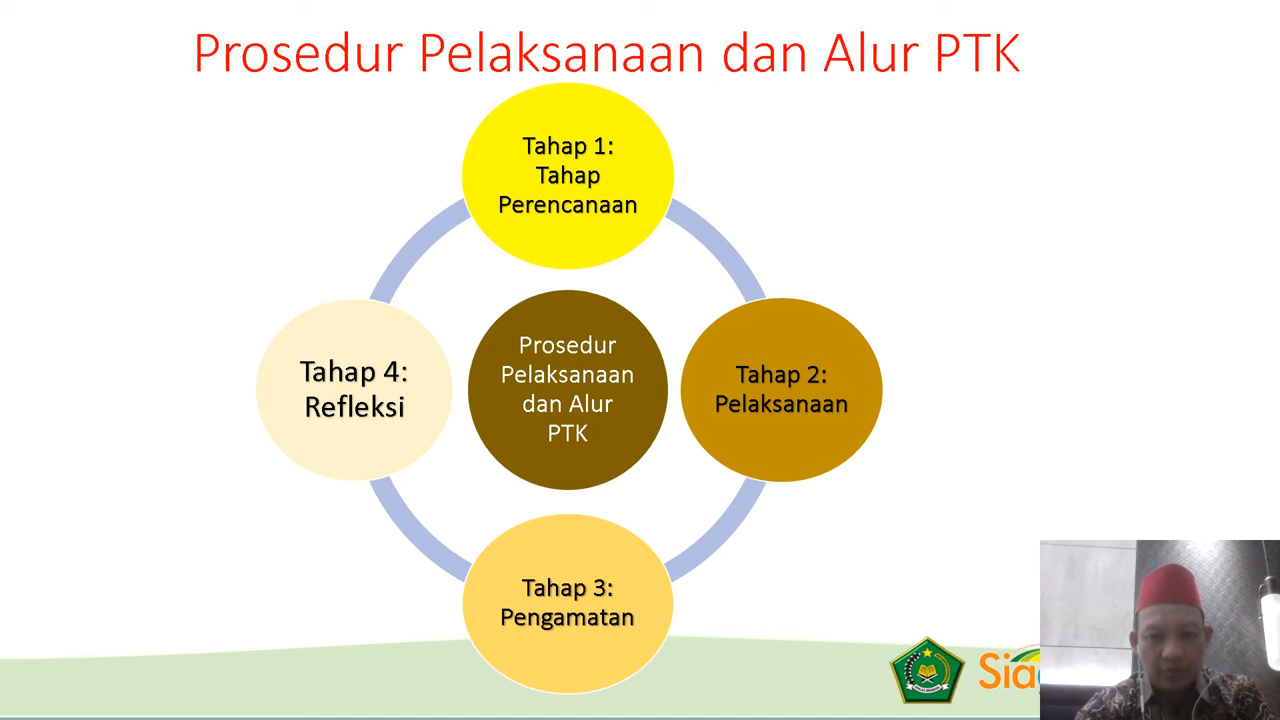 Prosedur Pelaksanaan dan Alur PTK
Tahap 1:
Tahap
Perencanaan
Prosedur
Pelaksanaan
dan Alur
PTK
Tahap 2:
Pelaksanaan
Tahap 3:
Pengamatan
Tahap 4:
Refleksi